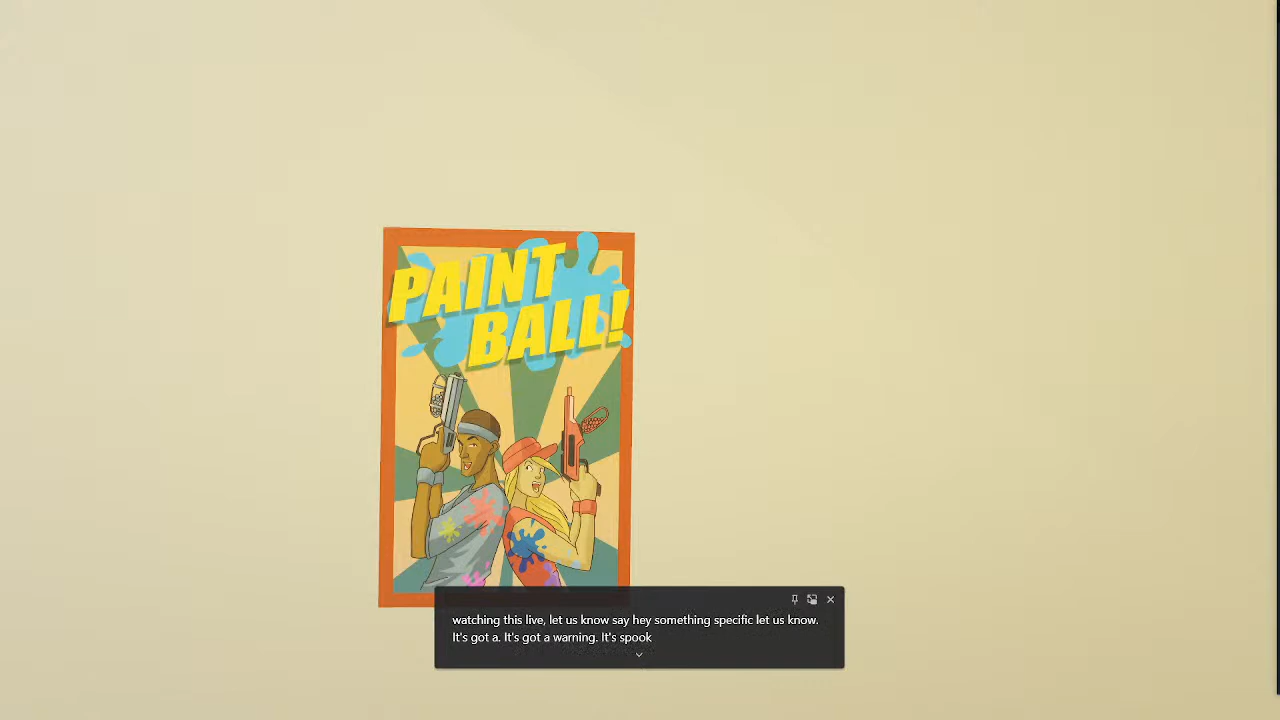 PAINT
BALL!
watching this live, let us know say hey something specific let us know.
It's got a. It's got a warning. It's spook